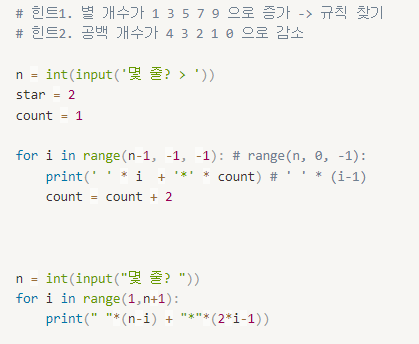 # 힌트1. 별 개수가 1 3 5 7 9 으로 증가 -> 규칙 찾기
# 힌트2. 공백 개수가 4 3 2 1 0 으로 감소
n = int(input('몇 줄? > '))
star = 2
count = 1
for i in range(n-1, -1, -1): # range(n, 0, -1):
    print(' ' * i  + '*' * count) # ' ' * (i-1)
    count = count + 2
n = int(input("몇 줄? "))
for i in range(1,n+1):
    print(" "*(n-i) + "*"*(2*i-1))